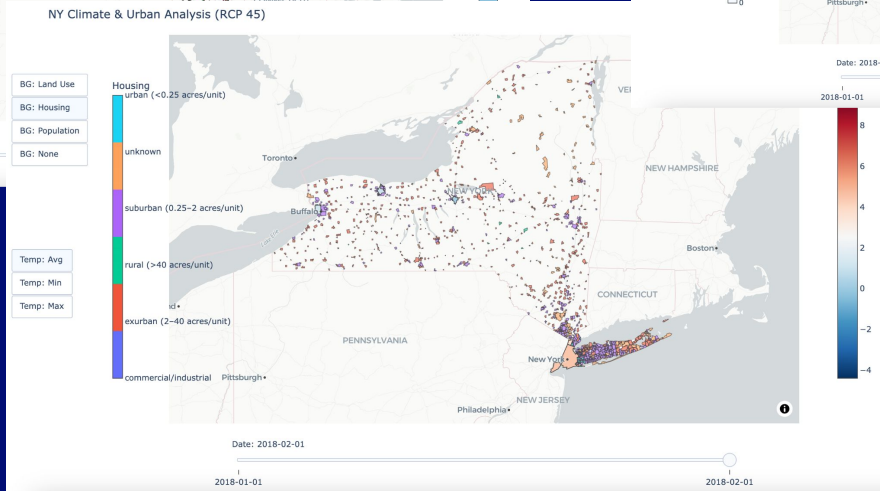 NY Climate & Urban Analysis (RCP 45)
0
Pittsburgh
Date: 2018-
2018-01-01
BG: Land Use
BG: Housing
BG: Population
BG: None
Temp: Avg
Temp: Min
Temp: Max
Housing
urban (<0.25 acres/unit)
unknown
suburban (0.25–2 acres/unit)
rural (>40 acres/unit)
exurban (2–40 acres/unit)
commercial/industrial
Toronto
Buffalo
NEW YORK
VER
NEW HAMPSHIRE
Boston
CONNECTICUT
PENNSYLVANIA
New York
NEW JERSEY
Pittsburgh
Philadelphia
8
6
4
2
0
−2
−4
Date: 2018-02-01
2018-01-01
2018-02-01